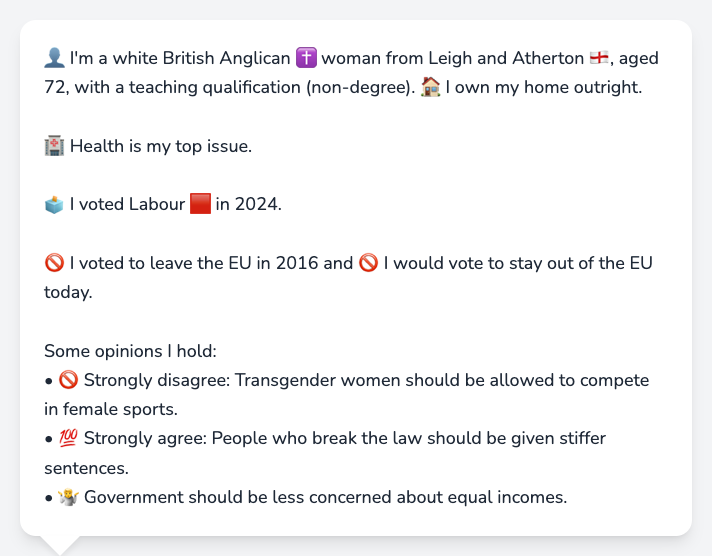 👤 I'm a white British Anglican ✝️ woman from Leigh and Atherton 🏴󠁧󠁢󠁥󠁮󠁧󠁿, aged
72, with a teaching qualification (non-degree). 🏠 I own my home outright.
🏥 Health is my top issue.
🗳️ I voted Labour 🟥 in 2024.
🚫 I voted to leave the EU in 2016 and 🚫 I would vote to stay out of the EU
today.
Some opinions I hold:
• 🚫 Strongly disagree: Transgender women should be allowed to compete
in female sports.
• 💯 Strongly agree: People who break the law should be given stiffer
sentences.
• 🤷 Government should be less concerned about equal incomes.